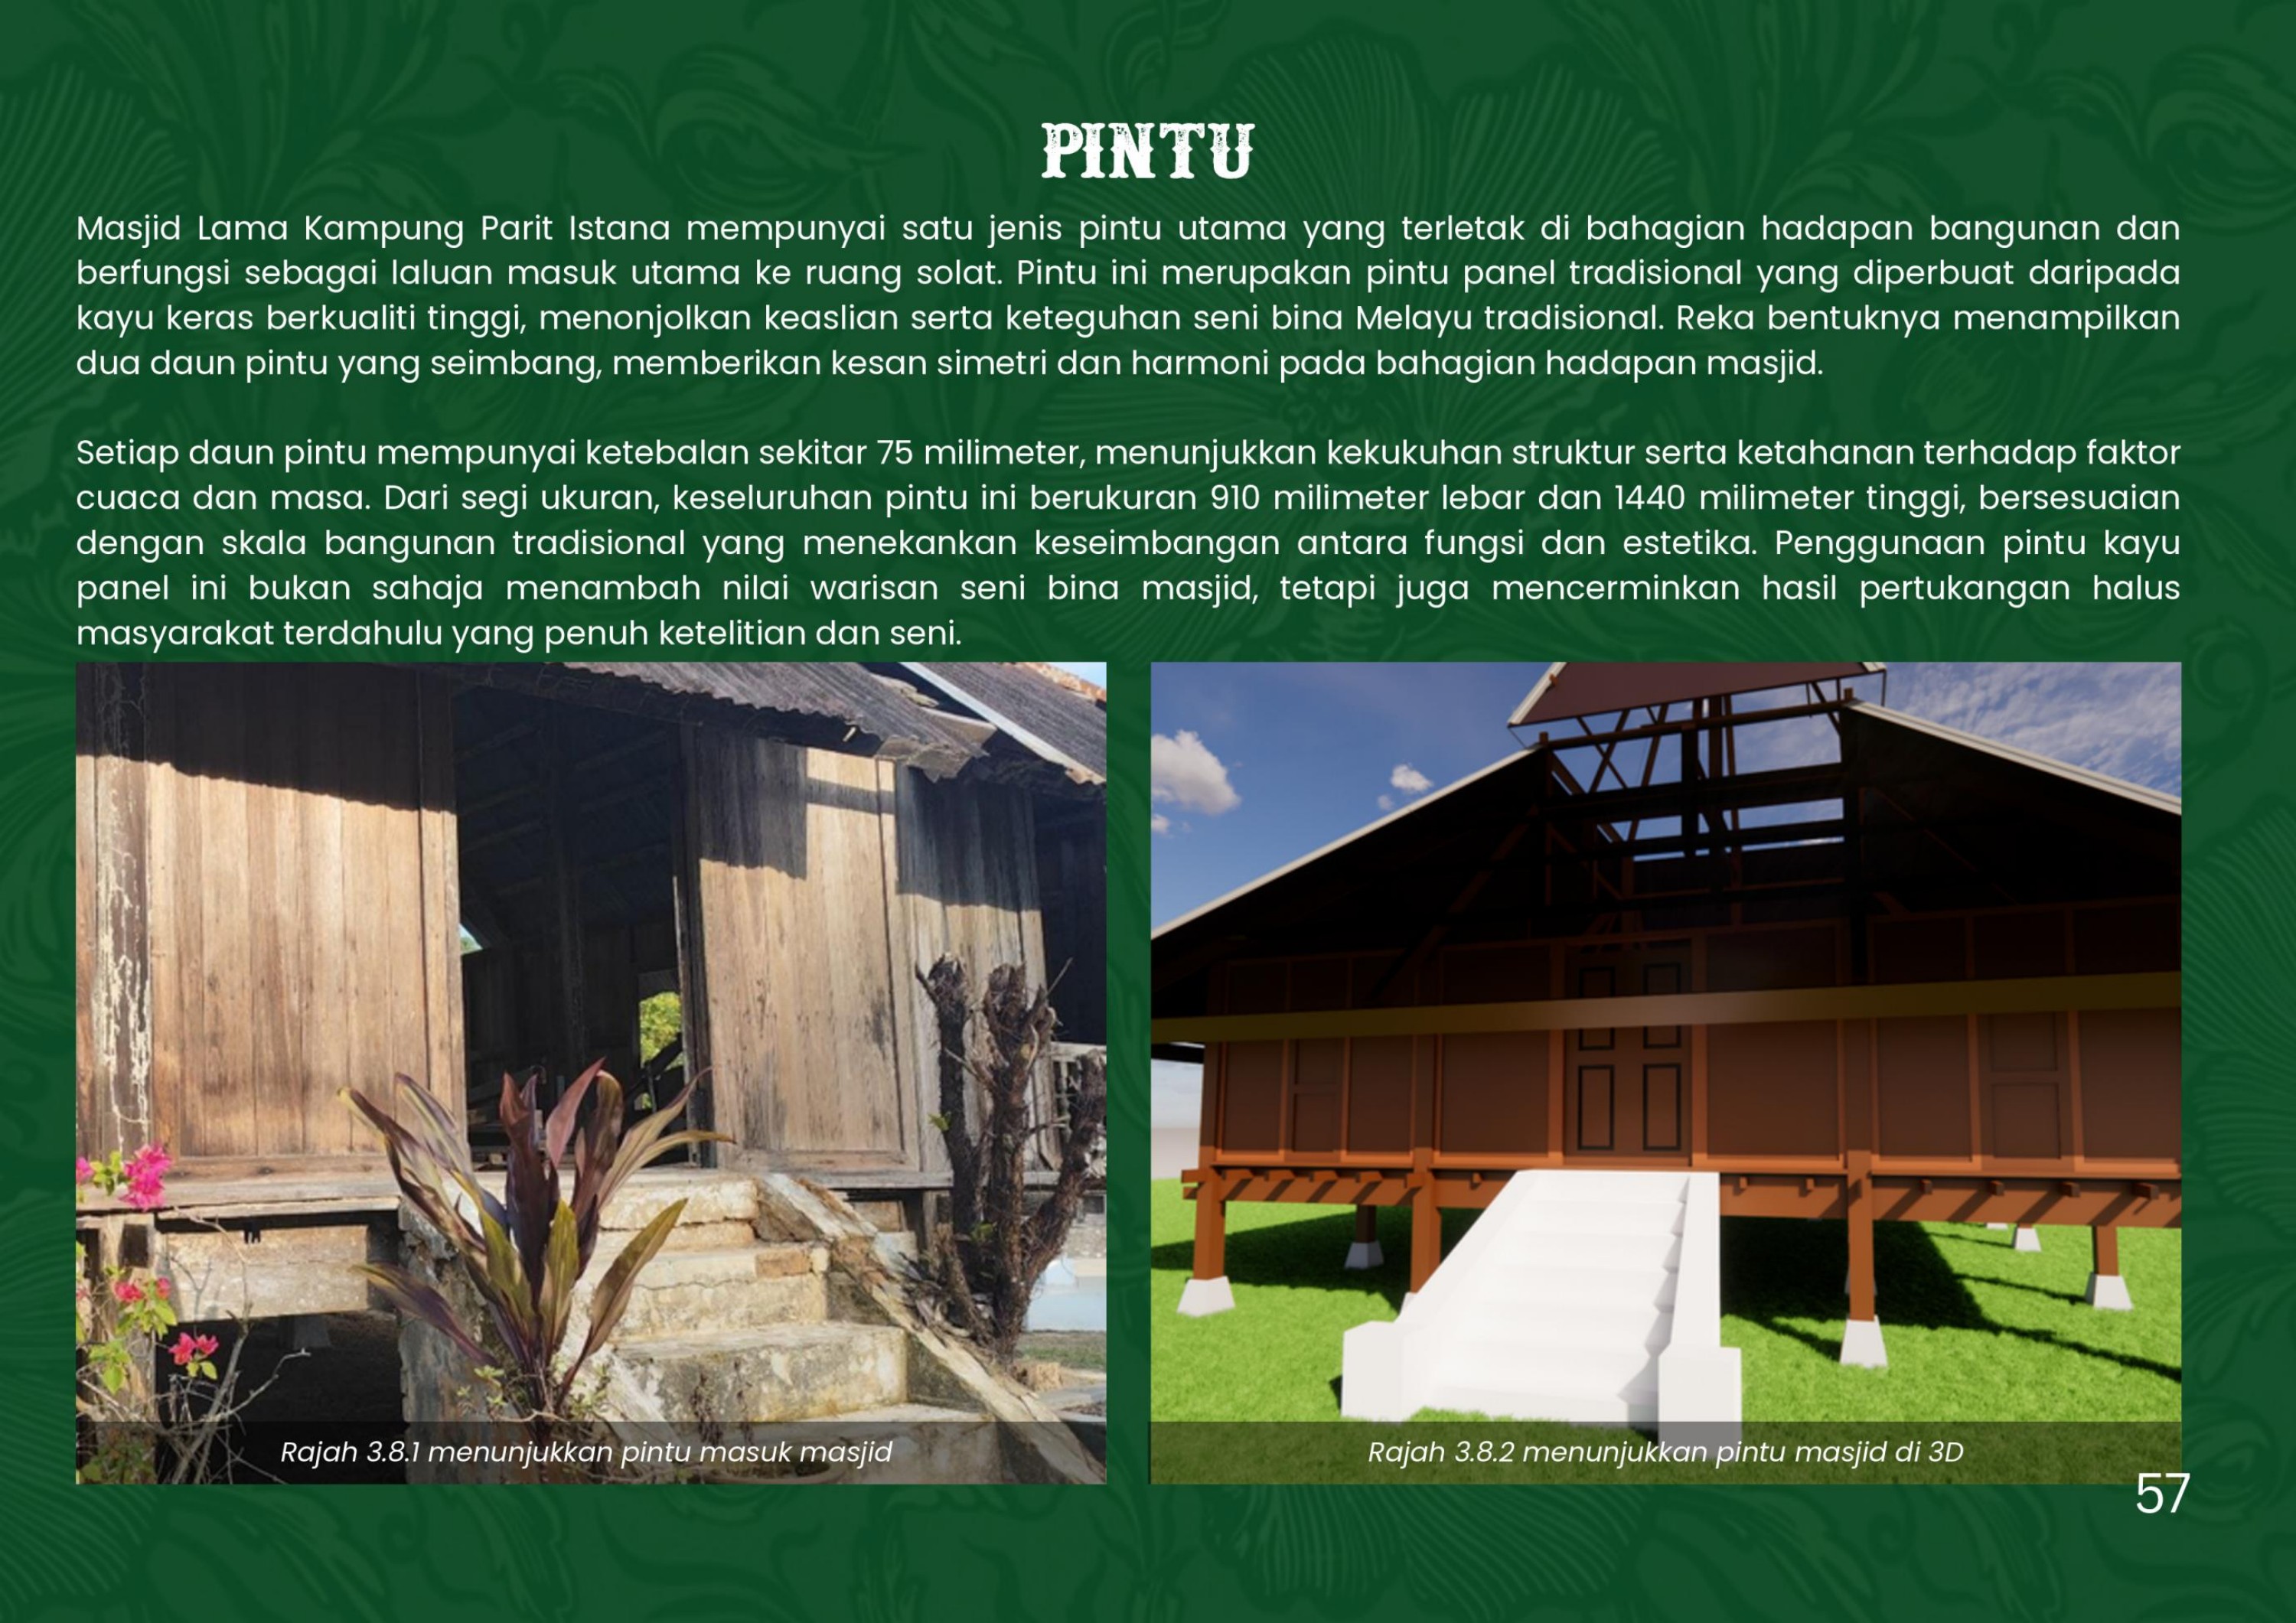 PINTU
Masjid Lama Kampung Parit Istana mempunyai satu jenis pintu utama yang terletak di bahagian hadapan bangunan dan
berfungsi sebagai laluan masuk utama ke ruang solat. Pintu ini merupakan pintu panel tradisional yang diperbuat daripada
kayu keras berkualiti tinggi, menonjolkan keaslian serta keteguhan seni bina Melayu tradisional. Reka bentuknya menampilkan
dua daun pintu yang seimbang, memberikan kesan simetri dan harmoni pada bahagian hadapan masjid.
Setiap daun pintu mempunyai ketebalan sekitar 75 milimeter, menunjukkan kekukuhan struktur serta ketahanan terhadap faktor
cuaca dan masa. Dari segi ukuran, keseluruhan pintu ini berukuran 910 milimeter lebar dan 1440 milimeter tinggi, bersesuaian
dengan skala bangunan tradisional yang menekankan keseimbangan antara fungsi dan estetika. Penggunaan pintu kayu
panel ini bukan sahaja menambah nilai warisan seni bina masjid, tetapi juga mencerminkan hasil pertukangan halus
masyarakat terdahulu yang penuh ketelitian dan seni.
Rajah 3.8.1 menunjukkan pintu masuk masjid
Rajah 3.8.2 menunjukkan pintu masjid di 3D
57